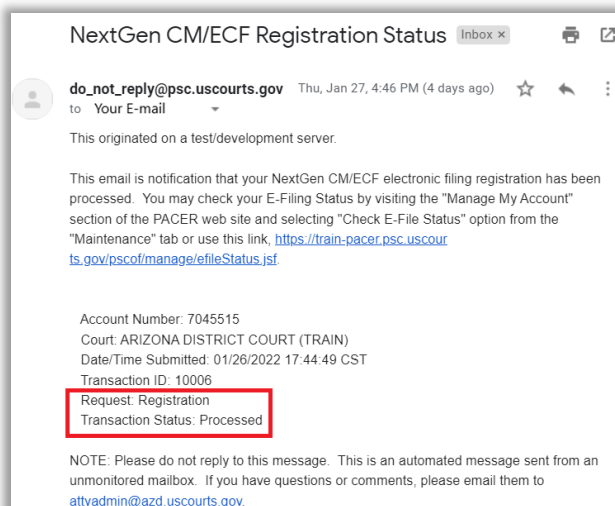 NextGen CM/ECF Registration Status Inbox ×
do_not_reply@psc.uscourts.gov Thu, Jan 27, 4:46 PM (4 days ago)
to Your E-mail
This originated on a test/development server.
This email is notification that your NextGen CM/ECF electronic filing registration has been
processed. You may check your E-Filing Status by visiting the "Manage My Account"
section of the PACER web site and selecting "Check E-File Status" option from the
"Maintenance" tab or use this link, https://train-pacer.psc.uscour
ts.gov/pscof/manage/efileStatus.jsf.
Account Number: 7045515
Court: ARIZONA DISTRICT COURT (TRAIN)
Date/Time Submitted: 01/26/2022 17:44:49 CST
Transaction ID: 10006
Request: Registration
Transaction Status: Processed
NOTE: Please do not reply to this message. This is an automated message sent from an
unmonitored mailbox. If you have questions or comments, please email them to
attyadmin@azd.uscourts.gov.